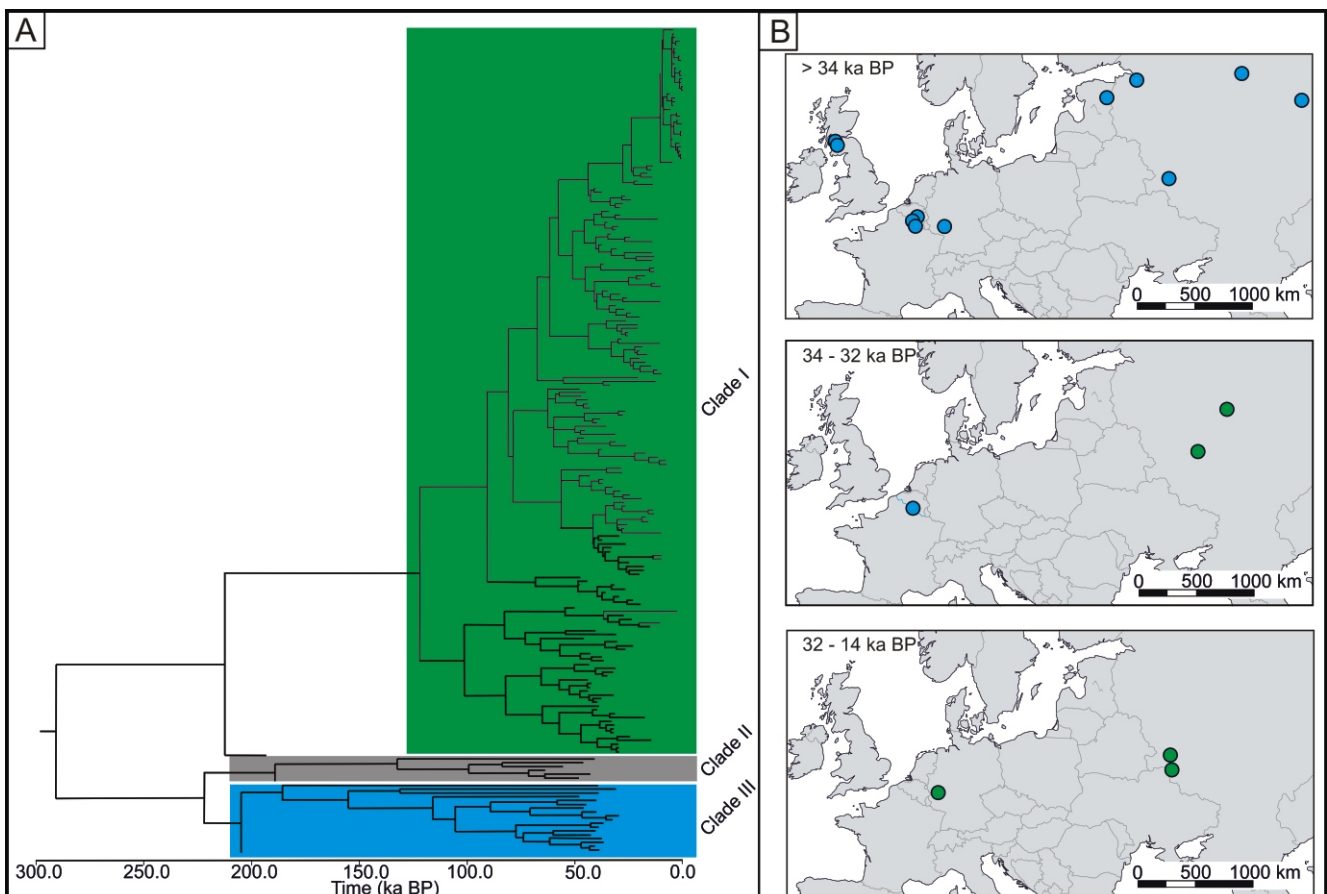 A
Clade I
Clade II
Clade III
300.0 250.0 200.0 150.0 100.0 50.0 0.0
Time (ka BP)
B
> 34 ka BP
0 500 1000 km
34 - 32 ka BP
0 500 1000 km
32 - 14 ka BP
0 500 1000 km